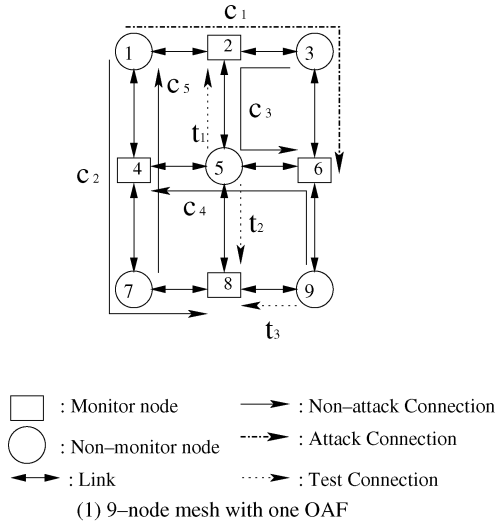 c1
1
2
3
c5
c3
t1
c2
4
5
6
c4
t2
7
8
9
t3
: Monitor node
: Non–attack Connection
: Non–monitor node
: Attack Connection
: Link
: Test Connection
(1) 9–node mesh with one OAF